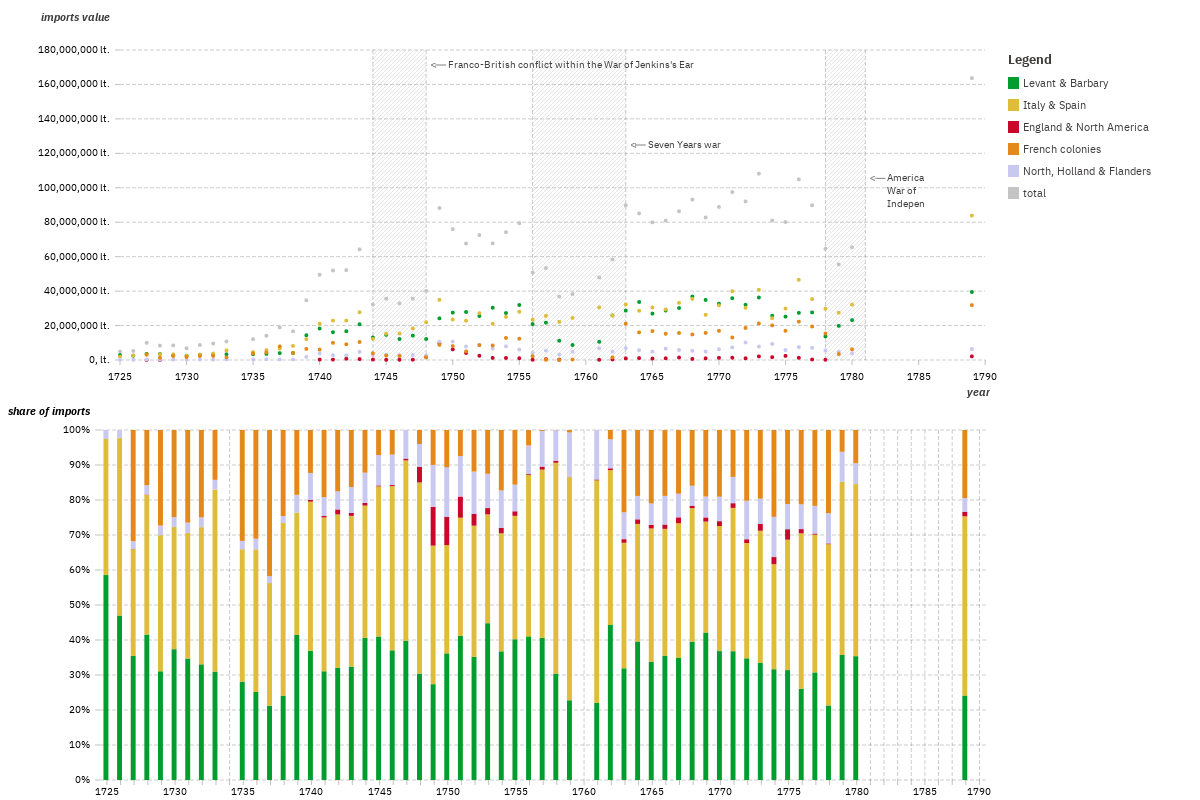 imports value
180,000,000 lt.
160,000,000 lt.
140,000,000 lt.
120,000,000 lt.
100,000,000 lt.
80,000,000 lt.
60,000,000 lt.
40,000,000 lt.
20,000,000 lt.
0, lt.
Franco-British conflict within the War of Jenkins's Ear
Seven Years war
America
War of
Indepen
1725 1730 1735 1740 1745 1750 1755 1760 1765 1770 1775 1780 1785 1790
year
Legend
Levant & Barbary
Italy & Spain
England & North America
French colonies
North, Holland & Flanders
total
share of imports
100%
90%
80%
70%
60%
50%
40%
30%
20%
10%
0%
1725 1730 1735 1740 1745 1750 1755 1760 1765 1770 1775 1780 1785 1790